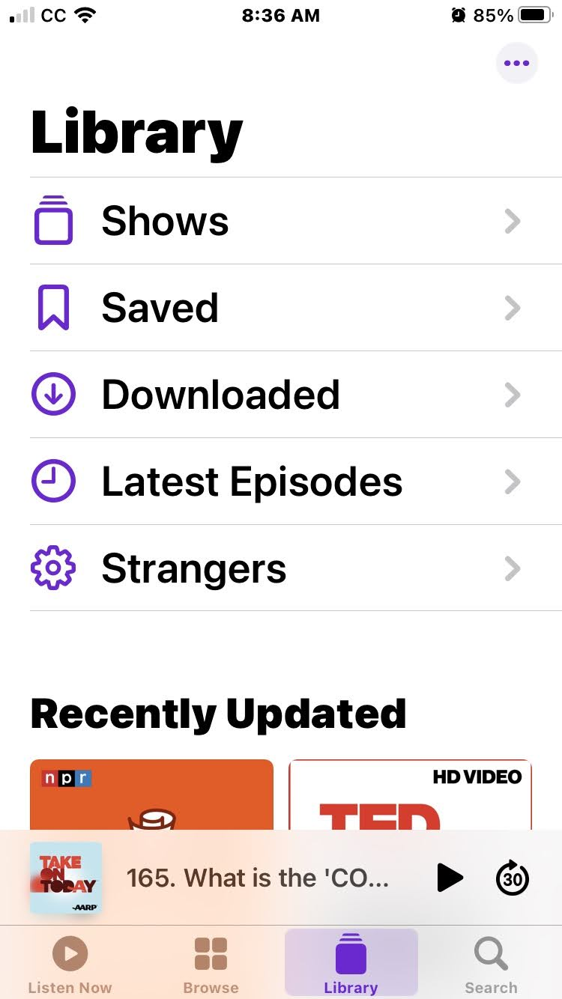 CC 8:36 AM 85%
Library
Shows
Saved
Downloaded
Latest Episodes
Strangers
Recently Updated
npr
HD VIDEO
TED
TAKE
ON
TODAY
AARP
165. What is the 'CO...
30
Listen Now Browse Library Search